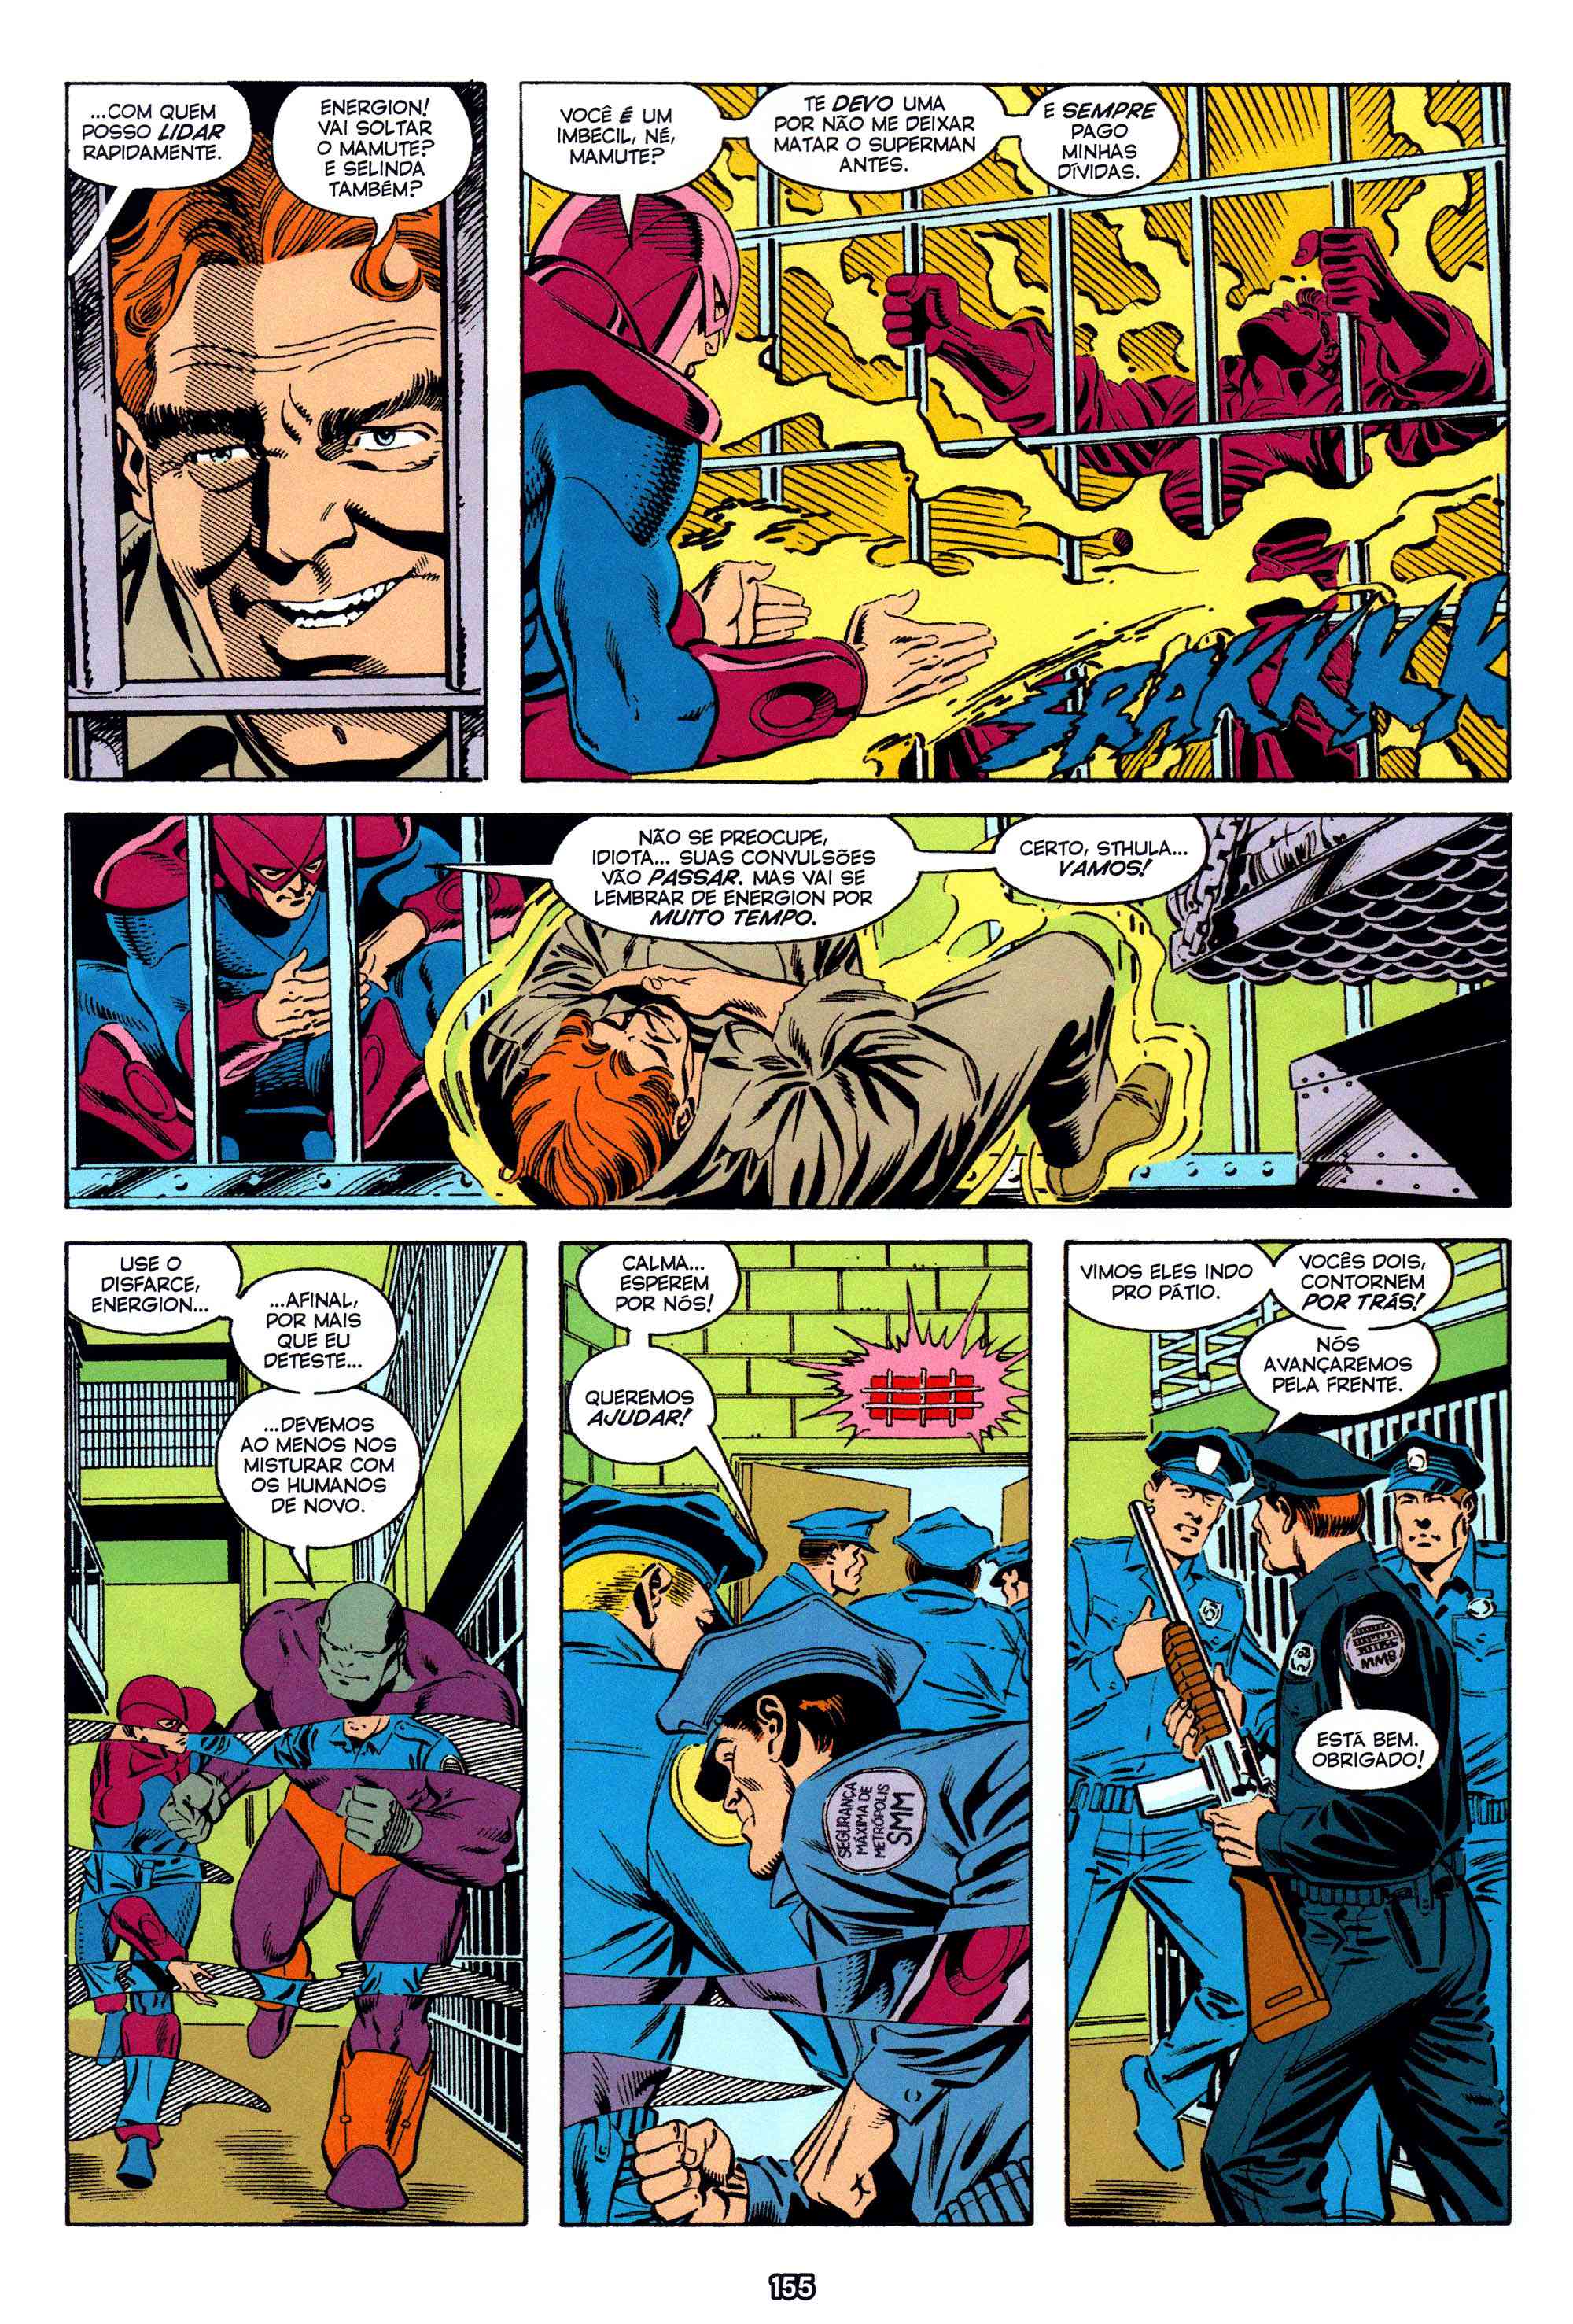 ...COM QUEM
POSSO LIDAR
RAPIDAMENTE.
ENERGION!
VAI SOLTAR
O MAMUTE?
E SELINDA
TAMBÉM?
VOCÊ É UM
IMBECIL, NÉ,
MAMUTE?
TE DEVO UMA
POR NÃO ME DEIXAR
MATAR O SUPERMAN
ANTES.
E SEMPRE
PAGO
MINHAS
DÍVIDAS.
NÃO SE PREOCUPE,
IDIOTA... SUAS CONVULSÕES
VÃO PASSAR. MAS VAI SE
LEMBRAR DE ENERGION POR
MUITO TEMPO.
CERTO, STHULA...
VAMOS!
USE O
DISFARCE,
ENERGION...
...AFINAL,
POR MAIS
QUE EU
DETESTE...
...DEVEMOS
AO MENOS NOS
MISTURAR COM
OS HUMANOS
DE NOVO.
CALMA...
ESPEREM
POR NÓS!
QUEREMOS
AJUDAR!
SEGURANÇA
MÁXIMA DE
METRÓPOLIS
SMM
VIMOS ELES INDO
PRO PÁTIO.
VOCÊS DOIS,
CONTORNEM
POR TRÁS!
NÓS
AVANÇAREMOS
PELA FRENTE.
ESTÁ BEM.
OBRIGADO!
155